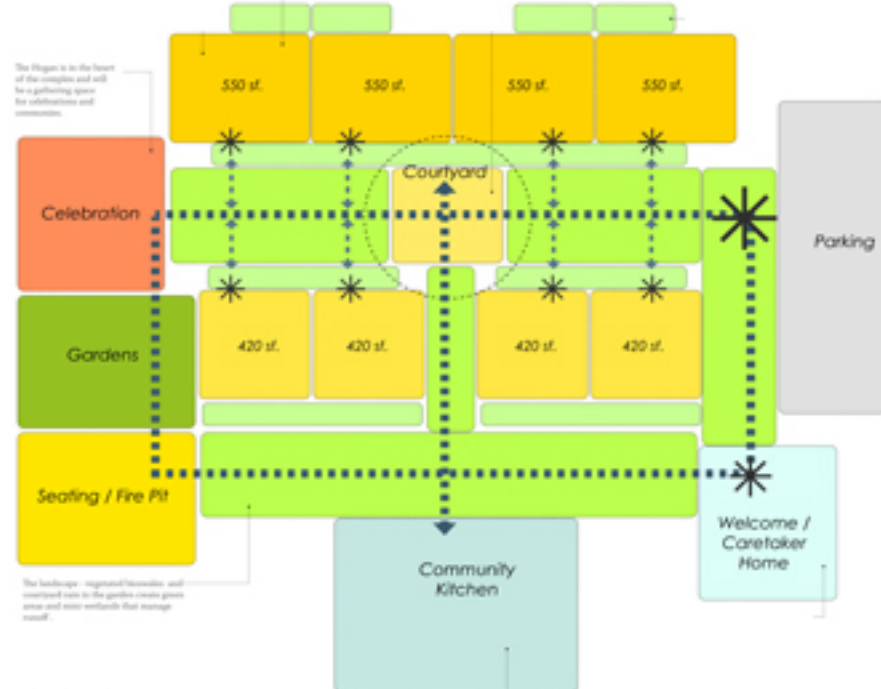 The Hogan is in the heart
of the complex and will
be a gathering space
for celebrations and
ceremonies.
550 sf.
550 sf.
550 sf.
550 sf.
Courtyard
Celebration
Parking
Gardens
420 sf.
420 sf.
420 sf.
420 sf.
Seating / Fire Pit
Welcome /
Caretaker
Home
Community
Kitchen
The landscape - vegetated bioswales and
courtyard rain in the garden create green
areas and mini wetlands that manage
runoff.